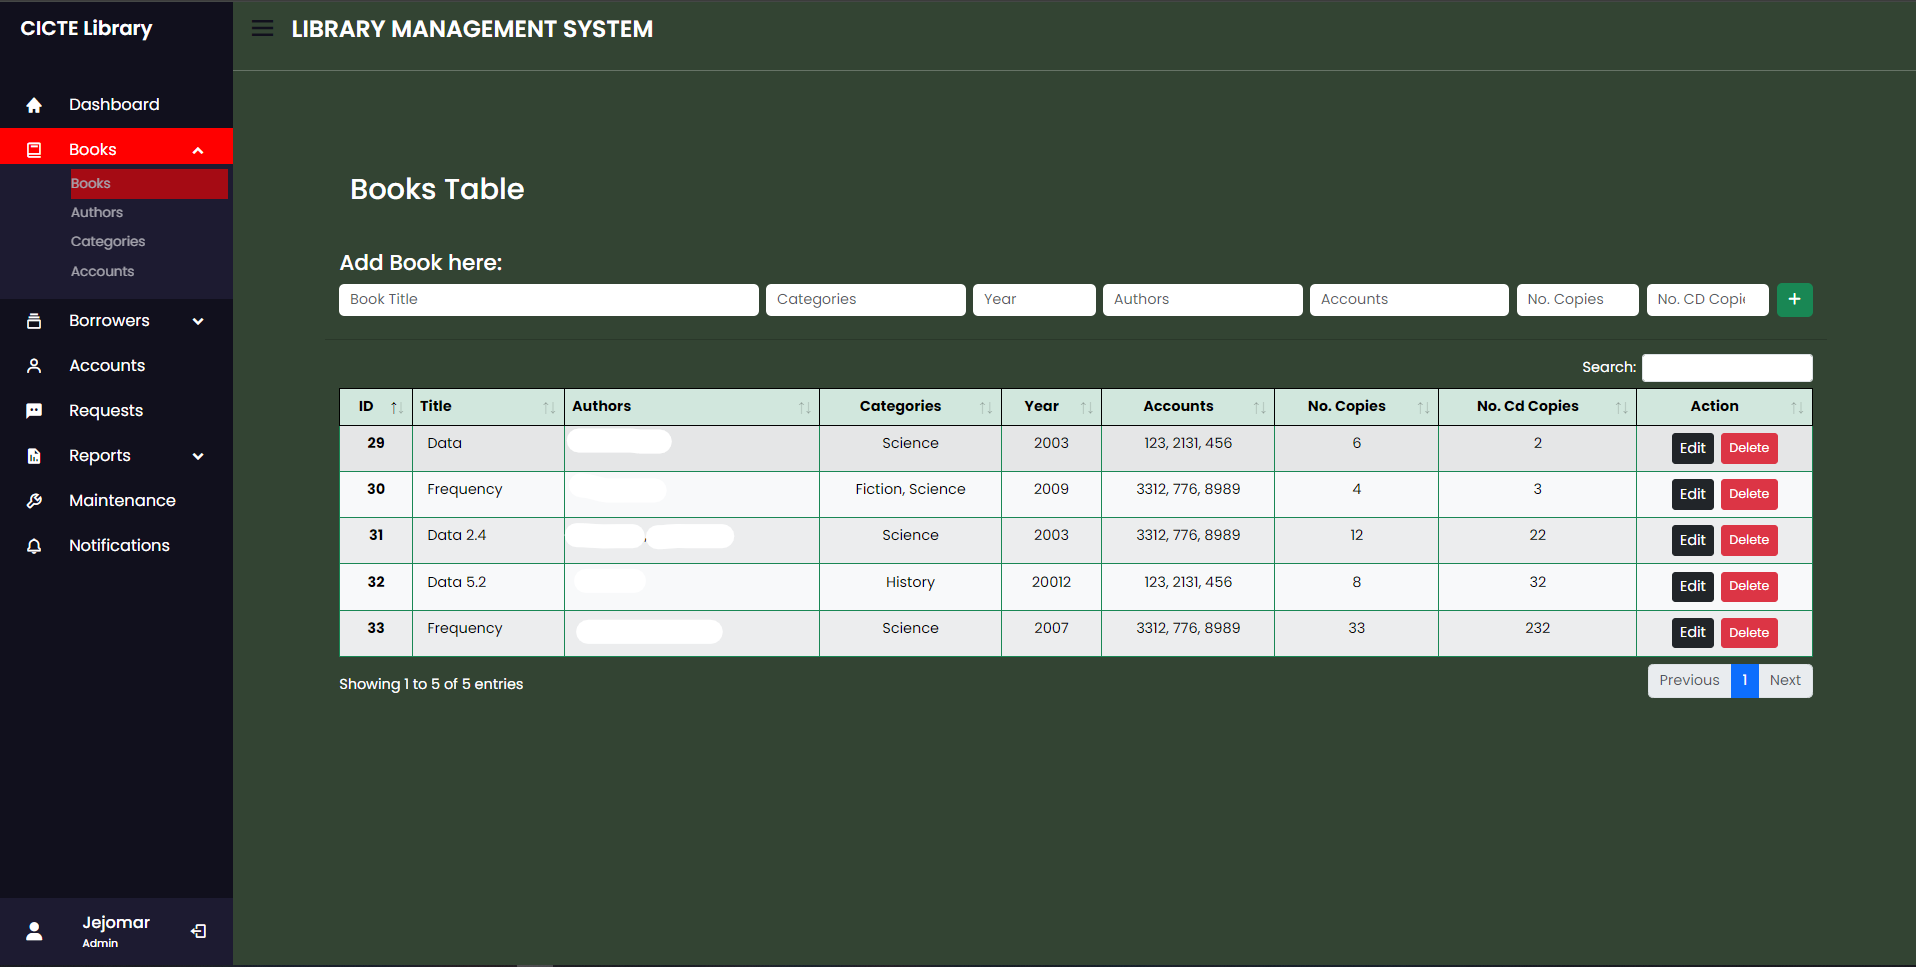 CICTE Library
LIBRARY MANAGEMENT SYSTEM
Dashboard
Books
Books
Authors
Categories
Accounts
Borrowers
Accounts
Requests
Reports
Maintenance
Notifications
Jejomar
Admin
Books Table
Add Book here:
Book Title Categories Year Authors Accounts No. Copies No. CD Copi
Search:
ID Title Authors Categories Year Accounts No. Copies No. Cd Copies Action
29 Data Science 2003 123, 2131, 456 6 2 Edit Delete
30 Frequency Fiction, Science 2009 3312, 776, 8989 4 3 Edit Delete
31 Data 2.4 , Science 2003 3312, 776, 8989 12 22 Edit Delete
32 Data 5.2 History 20012 123, 2131, 456 8 32 Edit Delete
33 Frequency Science 2007 3312, 776, 8989 33 232 Edit Delete
Showing 1 to 5 of 5 entries
Previous 1 Next